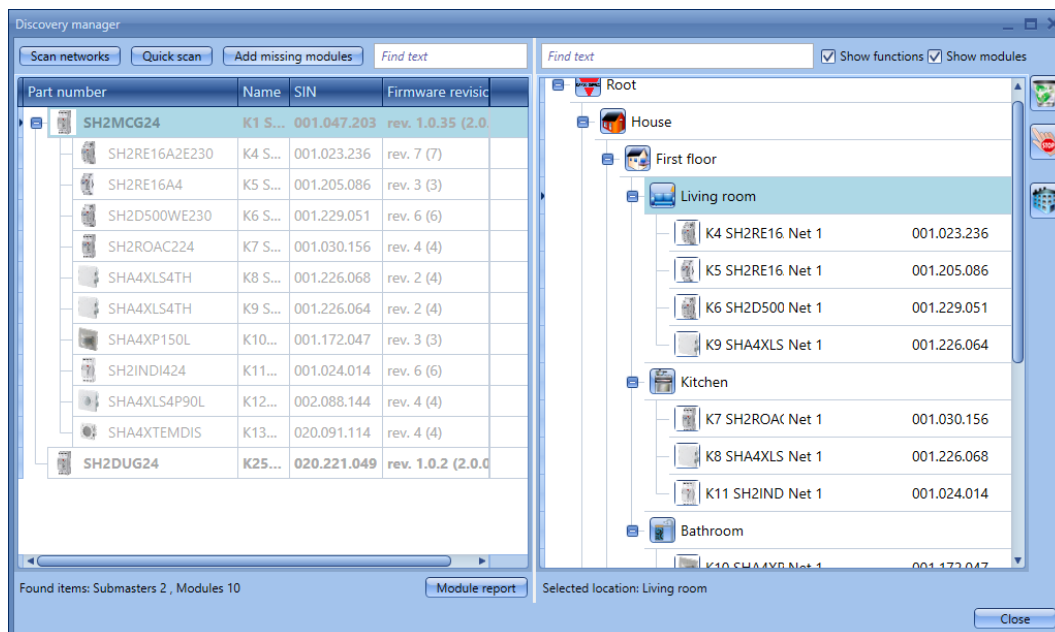 Discovery manager
Scan networks Quick scan Add missing modules Find text
Part number Name SIN Firmware revisic
SH2MCG24 K1 S... 001.047.203 rev. 1.0.35 (2.0.
SH2RE16A2E230 K4 S... 001.023.236 rev. 7 (7)
SH2RE16A4 K5 S... 001.205.086 rev. 3 (3)
SH2D500WE230 K6 S... 001.229.051 rev. 6 (6)
SH2ROAC224 K7 S... 001.030.156 rev. 4 (4)
SHA4XLS4TH K8 S... 001.226.068 rev. 2 (4)
SHA4XLS4TH K9 S... 001.226.064 rev. 2 (4)
SHA4XP150L K10... 001.172.047 rev. 3 (3)
SH2INDI424 K11... 001.024.014 rev. 6 (6)
SHA4XLS4P90L K12... 002.088.144 rev. 4 (4)
SHA4XTEMDIS K13... 020.091.114 rev. 4 (4)
SH2DUG24 K25... 020.221.049 rev. 1.0.2 (2.0.0
Found items: Submasters 2 , Modules 10 Module report
Find text Show functions Show modules
Root
House
First floor
Living room
K4 SH2RE16. Net 1 001.023.236
K5 SH2RE16. Net 1 001.205.086
K6 SH2D500 Net 1 001.229.051
K9 SHA4XLS Net 1 001.226.064
Kitchen
K7 SH2ROA( Net 1 001.030.156
K8 SHA4XLS Net 1 001.226.068
K11 SH2IND Net 1 001.024.014
Bathroom
K10 SHA4XP Net 1 001.172.047
Selected location: Living room
Close